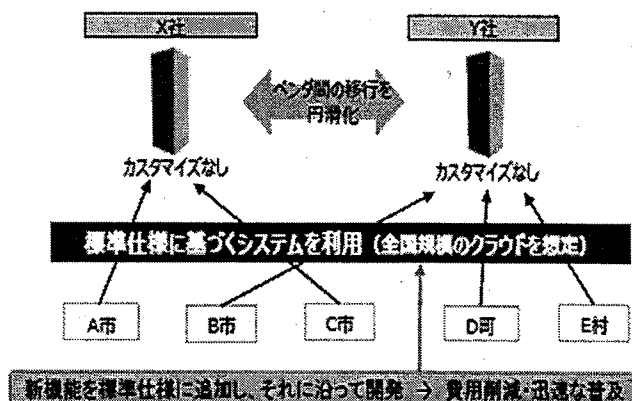 X社
Y社
ベンダ間の移行を
円滑化
カスタマイズなし
カスタマイズなし
標準仕様に基づくシステムを利用（全国規模のクラウドを想定）
A市
B市
C市
D町
E村
新機能を標準仕様に追加し、それに沿って開発 → 費用削減・迅速な普及